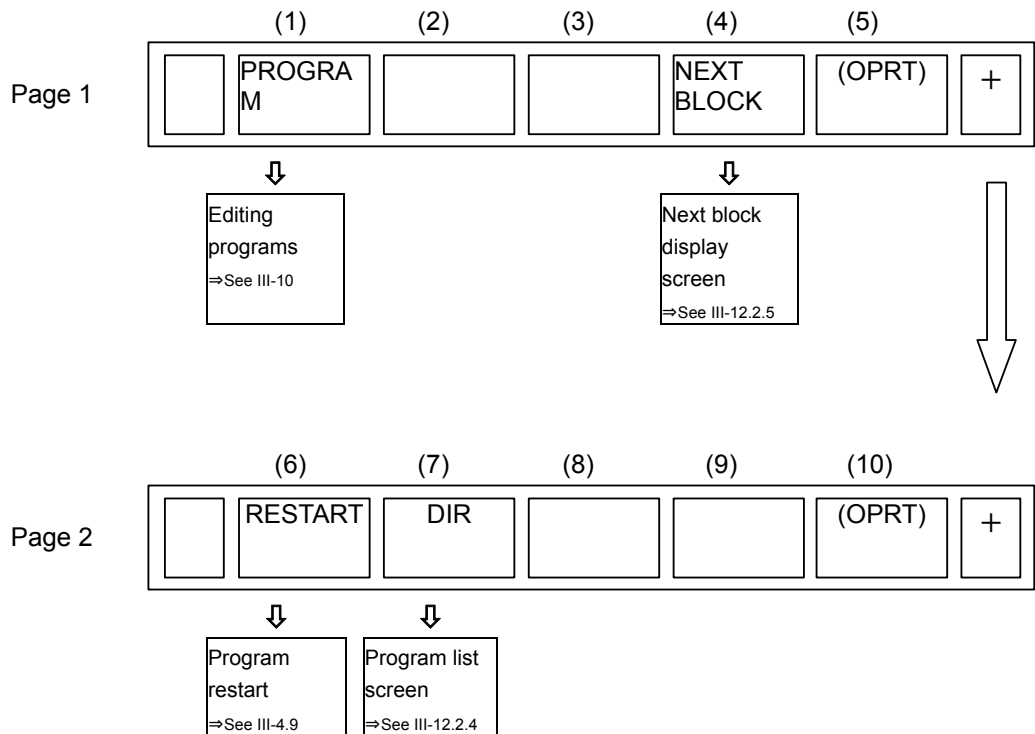 (1) (2) (3) (4) (5)
Page 1
PROGRA
M
NEXT
BLOCK
(OPRT)
+
Editing
programs
⇒See III-10
Next block
display
screen
⇒See III-12.2.5
(6) (7) (8) (9) (10)
Page 2
RESTART
DIR
(OPRT)
+
Program
restart
⇒See III-4.9
Program list
screen
⇒See III-12.2.4